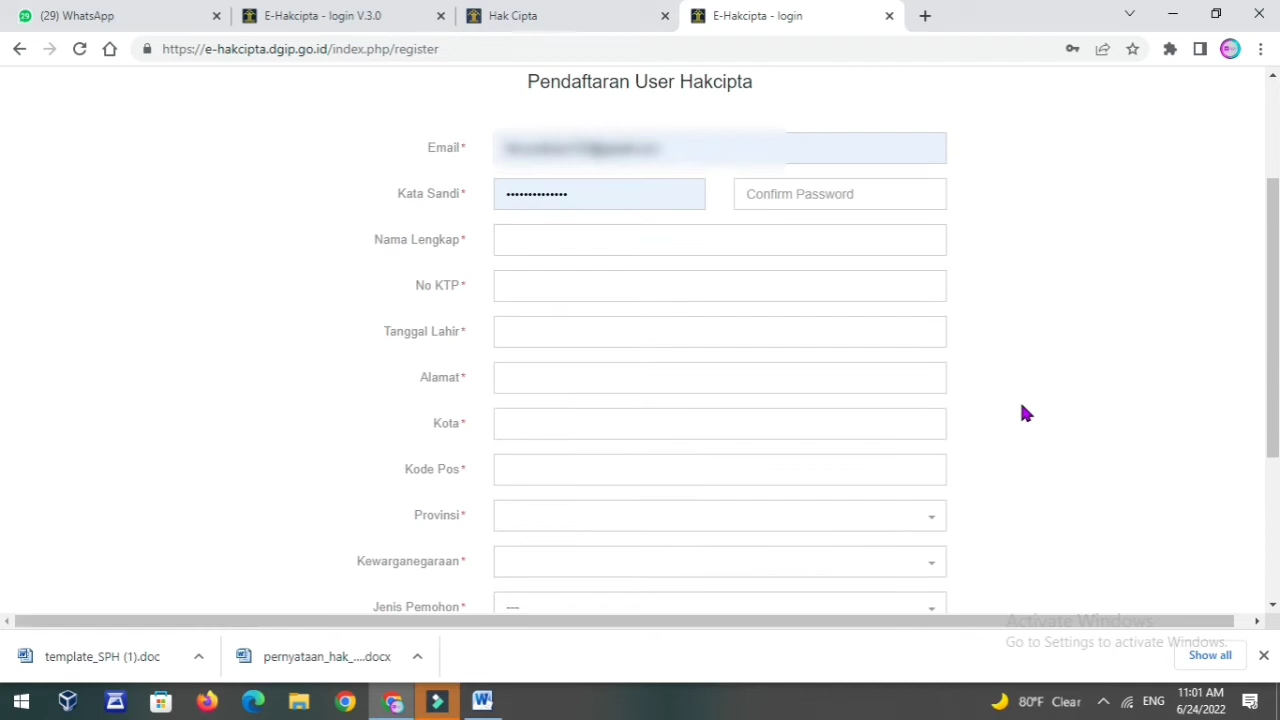 (29) WhatsApp
E-Hakcipta - login V.3.0
Hak Cipta
E-Hakcipta - login
https://e-hakcipta.dgip.go.id/index.php/register
Pendaftaran User Hakcipta
Email*
Kata Sandi*
••••••••••••••
Confirm Password
Nama Lengkap*
No KTP*
Tanggal Lahir*
Alamat*
Kota*
Kode Pos*
Provinsi*
Kewarganegaraan*
Jenis Pemohon*
---
Activate Windows
Go to Settings to activate Windows.
template_SPH (1).doc
pernyataan_hak_....docx
Show all
80°F Clear
ENG
11:01 AM
6/24/2022